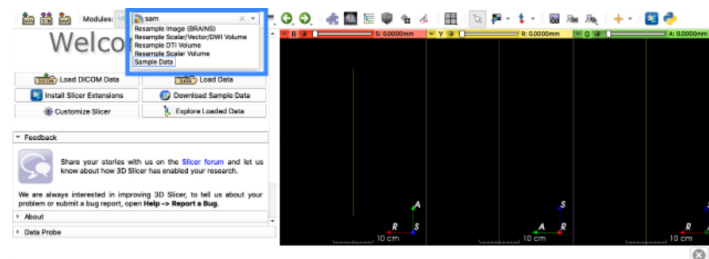 Modules:
sam
Resample Image (BRAINS)
Resample Scalar/Vector/DWI Volume
Resample DTI Volume
Resample Scalar Volume
Sample Data
R
S: 0.0000mm
Y
R: 0.0000mm
G
A: 0.0000mm
Welco
Load DICOM Data
Load Data
Install Slicer Extensions
Download Sample Data
Customize Slicer
Explore Loaded Data
Feedback
Share your stories with us on the Slicer forum and let us
know about how 3D Slicer has enabled your research.
We are always interested in improving 3D Slicer, to tell us about your
problem or submit a bug report, open Help -> Report a Bug.
About
Data Probe
A
R S
10 cm
S
A R
10 cm
S
R A
10 cm